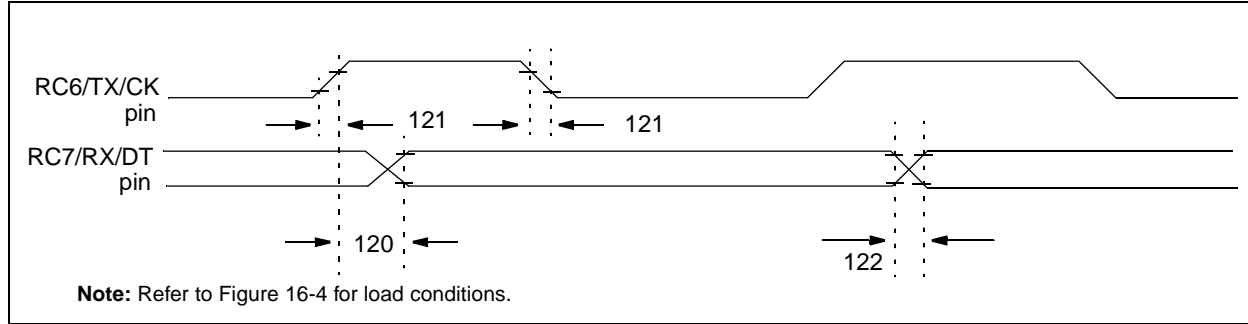 RC6/TX/CK
pin
121
121
RC7/RX/DT
pin
120
122
Note: Refer to Figure 16-4 for load conditions.